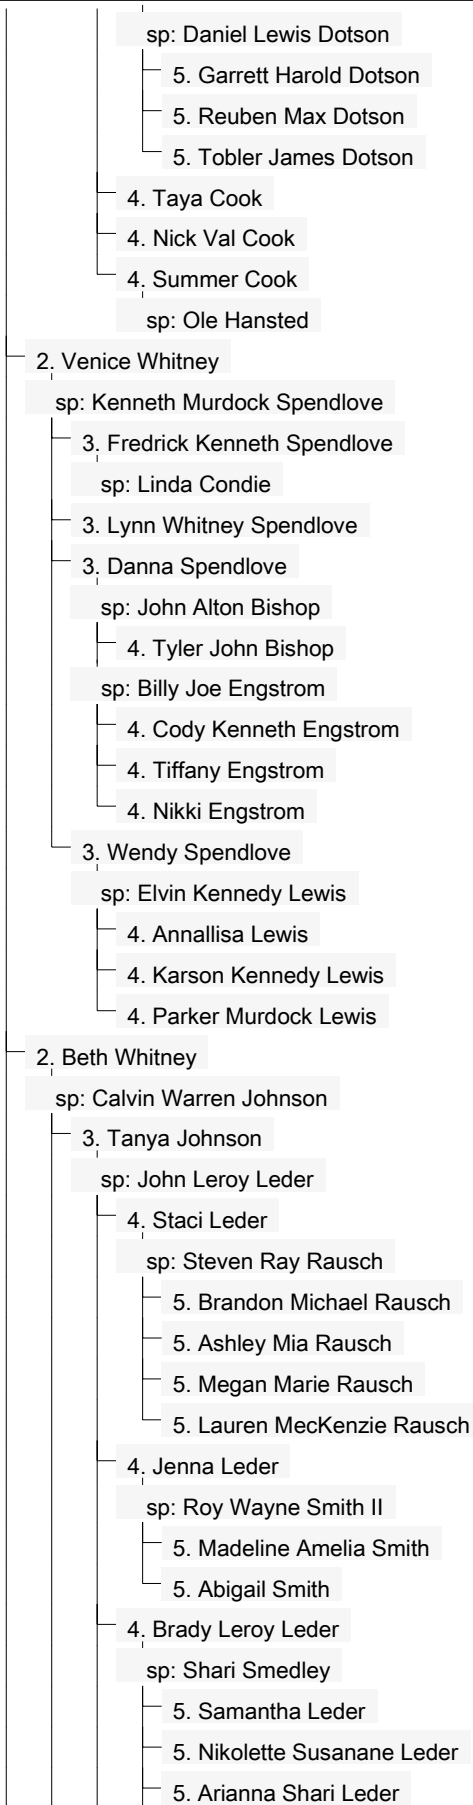 sp: Daniel Lewis Dotson
5. Garrett Harold Dotson
5. Reuben Max Dotson
5. Tobler James Dotson
4. Taya Cook
4. Nick Val Cook
4. Summer Cook
sp: Ole Hansted
2. Venice Whitney
sp: Kenneth Murdock Spendlove
3. Fredrick Kenneth Spendlove
sp: Linda Condie
3. Lynn Whitney Spendlove
3. Danna Spendlove
sp: John Alton Bishop
4. Tyler John Bishop
sp: Billy Joe Engstrom
4. Cody Kenneth Engstrom
4. Tiffany Engstrom
4. Nikki Engstrom
3. Wendy Spendlove
sp: Elvin Kennedy Lewis
4. Annallisa Lewis
4. Karson Kennedy Lewis
4. Parker Murdock Lewis
2. Beth Whitney
sp: Calvin Warren Johnson
3. Tanya Johnson
sp: John Leroy Leder
4. Staci Leder
sp: Steven Ray Rausch
5. Brandon Michael Rausch
5. Ashley Mia Rausch
5. Megan Marie Rausch
5. Lauren MecKenzie Rausch
4. Jenna Leder
sp: Roy Wayne Smith II
5. Madeline Amelia Smith
5. Abigail Smith
4. Brady Leroy Leder
sp: Shari Smedley
5. Samantha Leder
5. Nikolette Susanane Leder
5. Arianna Shari Leder